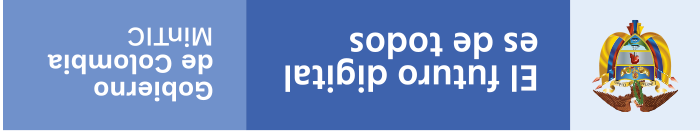 El futuro digital
es de todos
Gobierno
de Colombia
MinTIC